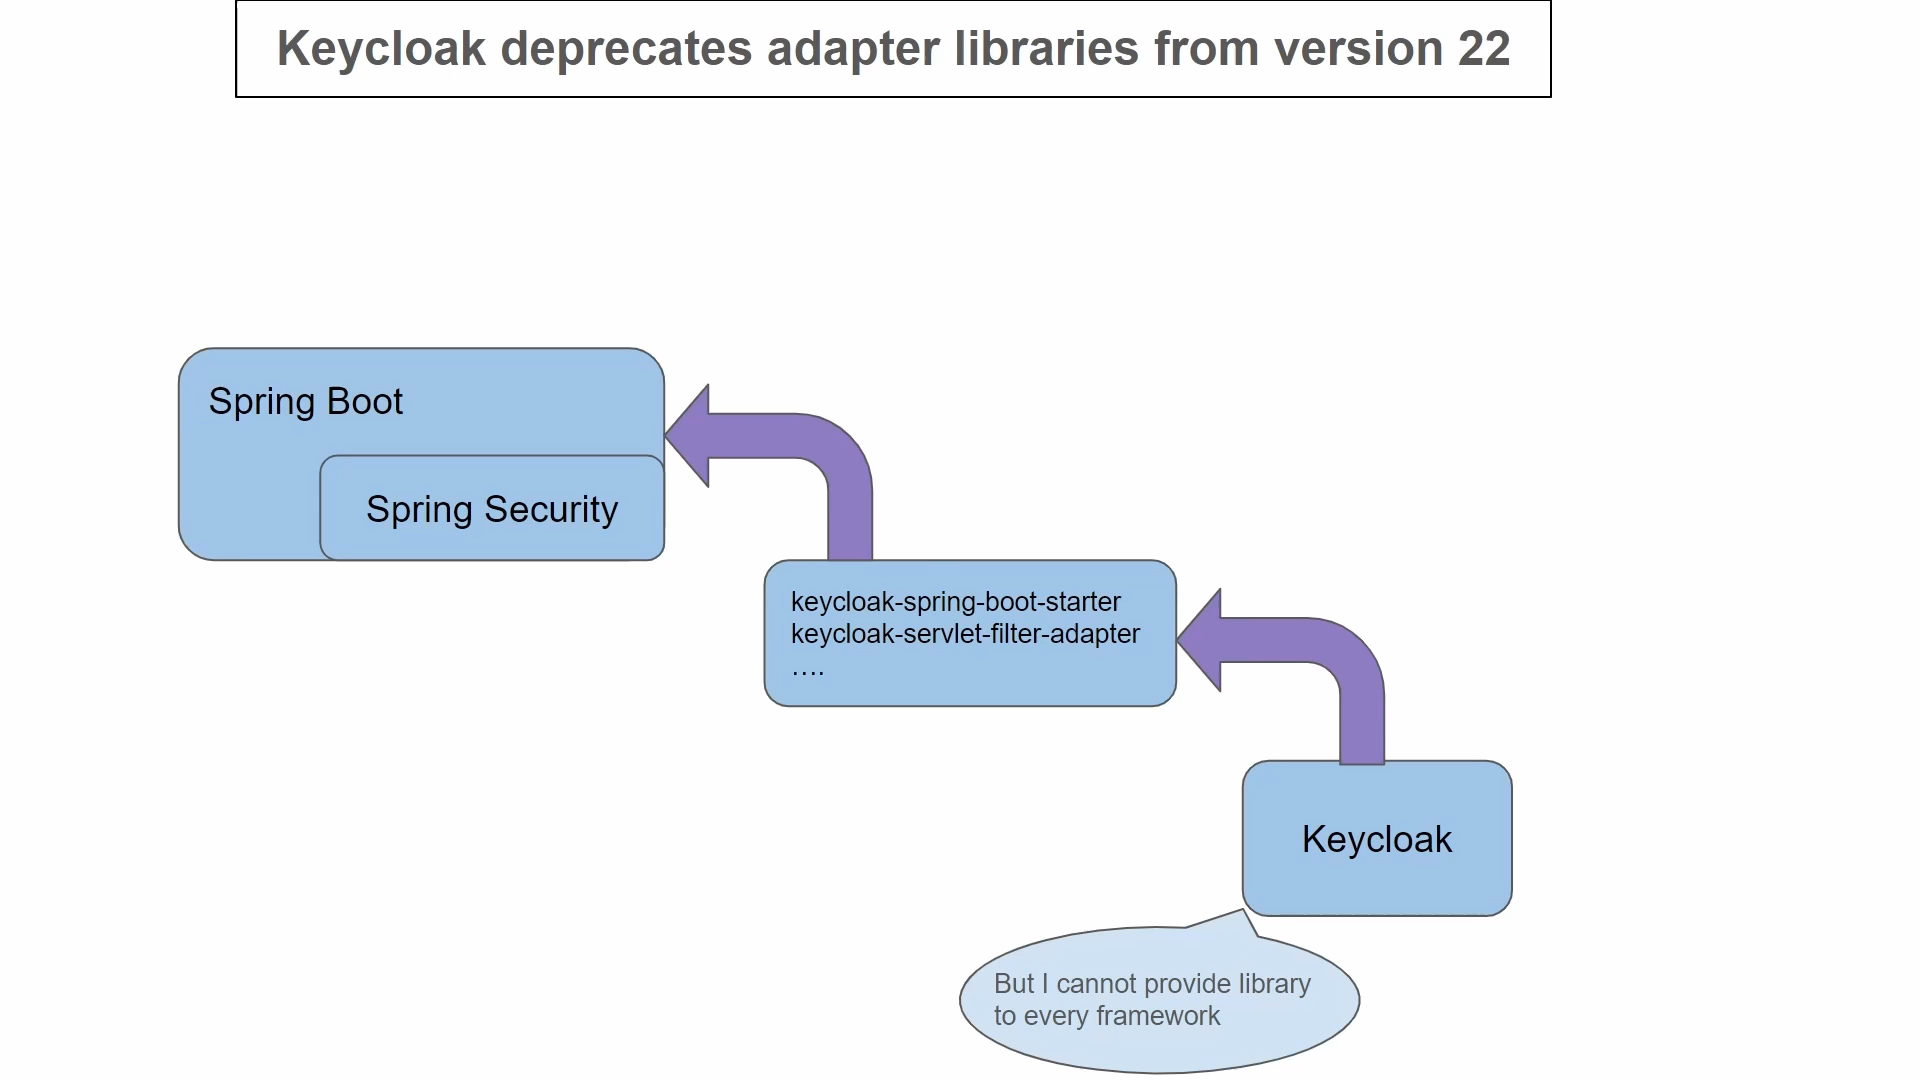 Keycloak deprecates adapter libraries from version 22
Spring Boot
Spring Security
keycloak-spring-boot-starter
keycloak-servlet-filter-adapter
....
Keycloak
But I cannot provide library
to every framework